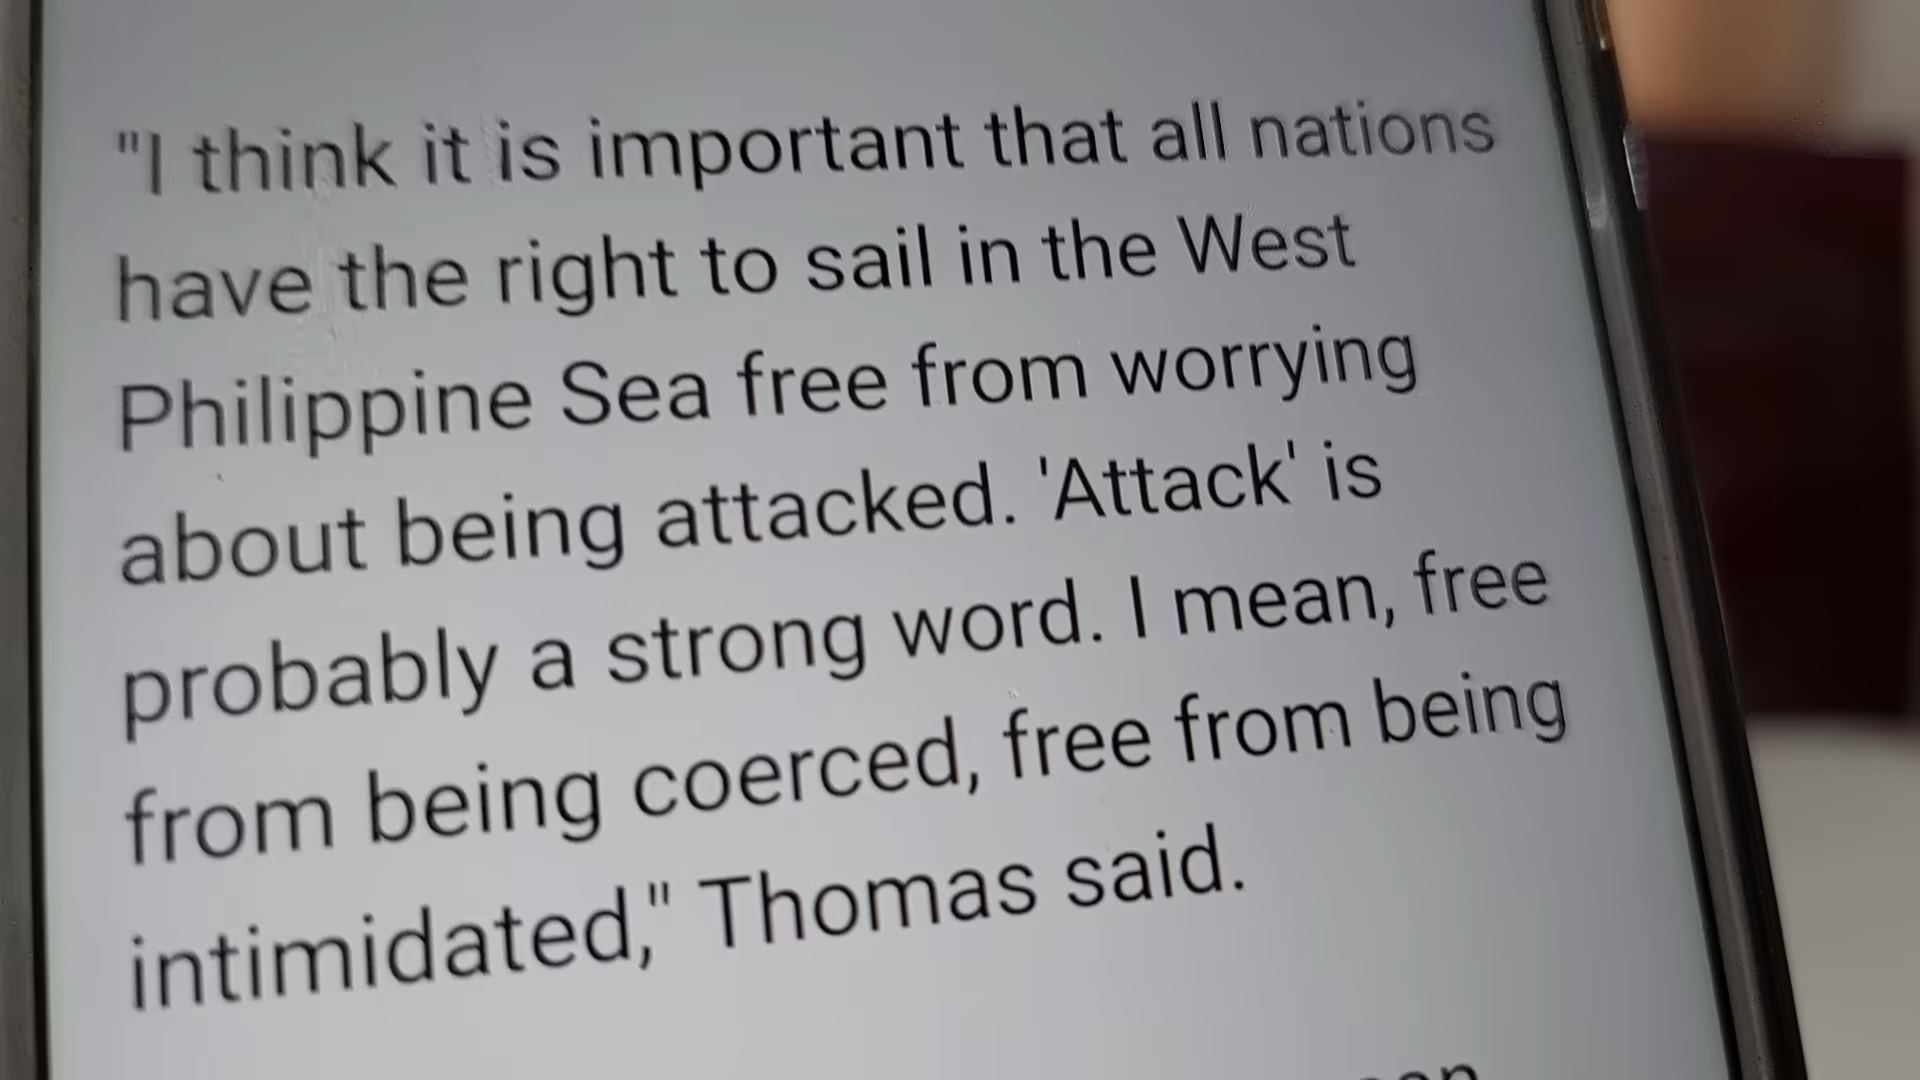 "I think it is important that all nations
have the right to sail in the West
Philippine Sea free from worrying
about being attacked. 'Attack' is
probably a strong word. I mean, free
from being coerced, free from being
intimidated," Thomas said.